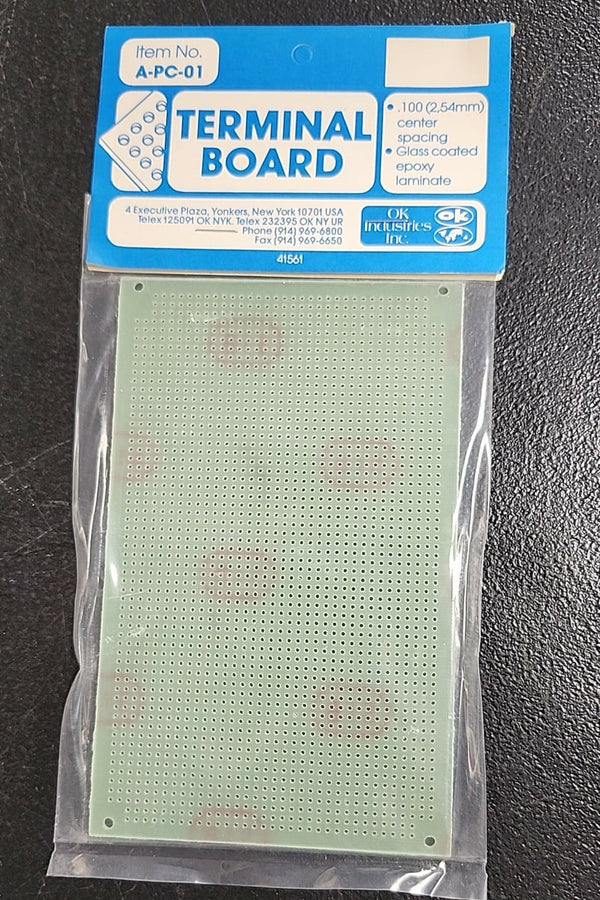 Item No.
A-PC-01
TERMINAL
BOARD
• .100 (2,54mm)
center
spacing
• Glass coated
epoxy
laminate
4 Executive Plaza, Yonkers, New York 10701 USA
Telex 125091 OK NYK. Telex 232395 OK NY UR
Phone (914) 969-6800
Fax (914) 969-6650
OK
Industries
Inc.
ok
41561